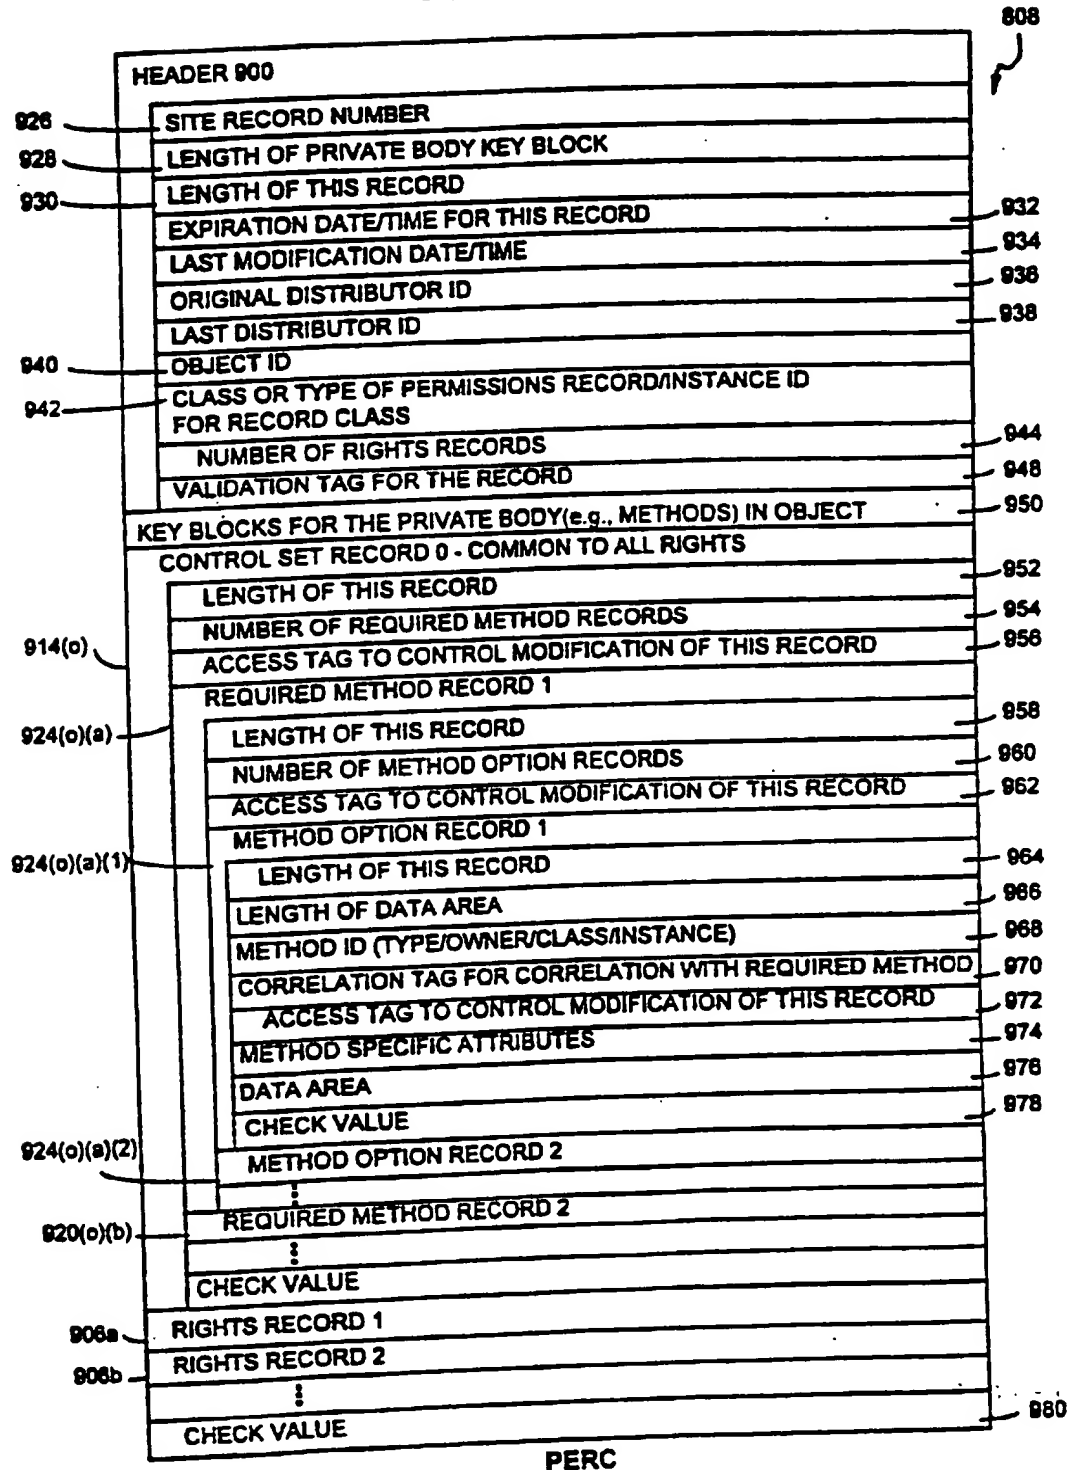 808
HEADER 900
926 SITE RECORD NUMBER
928 LENGTH OF PRIVATE BODY KEY BLOCK
930 LENGTH OF THIS RECORD
EXPIRATION DATE/TIME FOR THIS RECORD 932
LAST MODIFICATION DATE/TIME 934
ORIGINAL DISTRIBUTOR ID 936
LAST DISTRIBUTOR ID 938
940 OBJECT ID
942 CLASS OR TYPE OF PERMISSIONS RECORD/INSTANCE ID
FOR RECORD CLASS
NUMBER OF RIGHTS RECORDS 944
VALIDATION TAG FOR THE RECORD 948
KEY BLOCKS FOR THE PRIVATE BODY(e.g., METHODS) IN OBJECT 950
CONTROL SET RECORD 0 - COMMON TO ALL RIGHTS
LENGTH OF THIS RECORD 952
NUMBER OF REQUIRED METHOD RECORDS 954
914(o) ACCESS TAG TO CONTROL MODIFICATION OF THIS RECORD 956
REQUIRED METHOD RECORD 1
924(o)(a) LENGTH OF THIS RECORD 958
NUMBER OF METHOD OPTION RECORDS 960
ACCESS TAG TO CONTROL MODIFICATION OF THIS RECORD 962
METHOD OPTION RECORD 1
924(o)(a)(1) LENGTH OF THIS RECORD 964
LENGTH OF DATA AREA 966
METHOD ID (TYPE/OWNER/CLASS/INSTANCE) 968
CORRELATION TAG FOR CORRELATION WITH REQUIRED METHOD 970
ACCESS TAG TO CONTROL MODIFICATION OF THIS RECORD 972
METHOD SPECIFIC ATTRIBUTES 974
DATA AREA 976
CHECK VALUE 978
924(o)(a)(2) METHOD OPTION RECORD 2
920(o)(b) REQUIRED METHOD RECORD 2
CHECK VALUE
906a RIGHTS RECORD 1
906b RIGHTS RECORD 2
CHECK VALUE 980
PERC